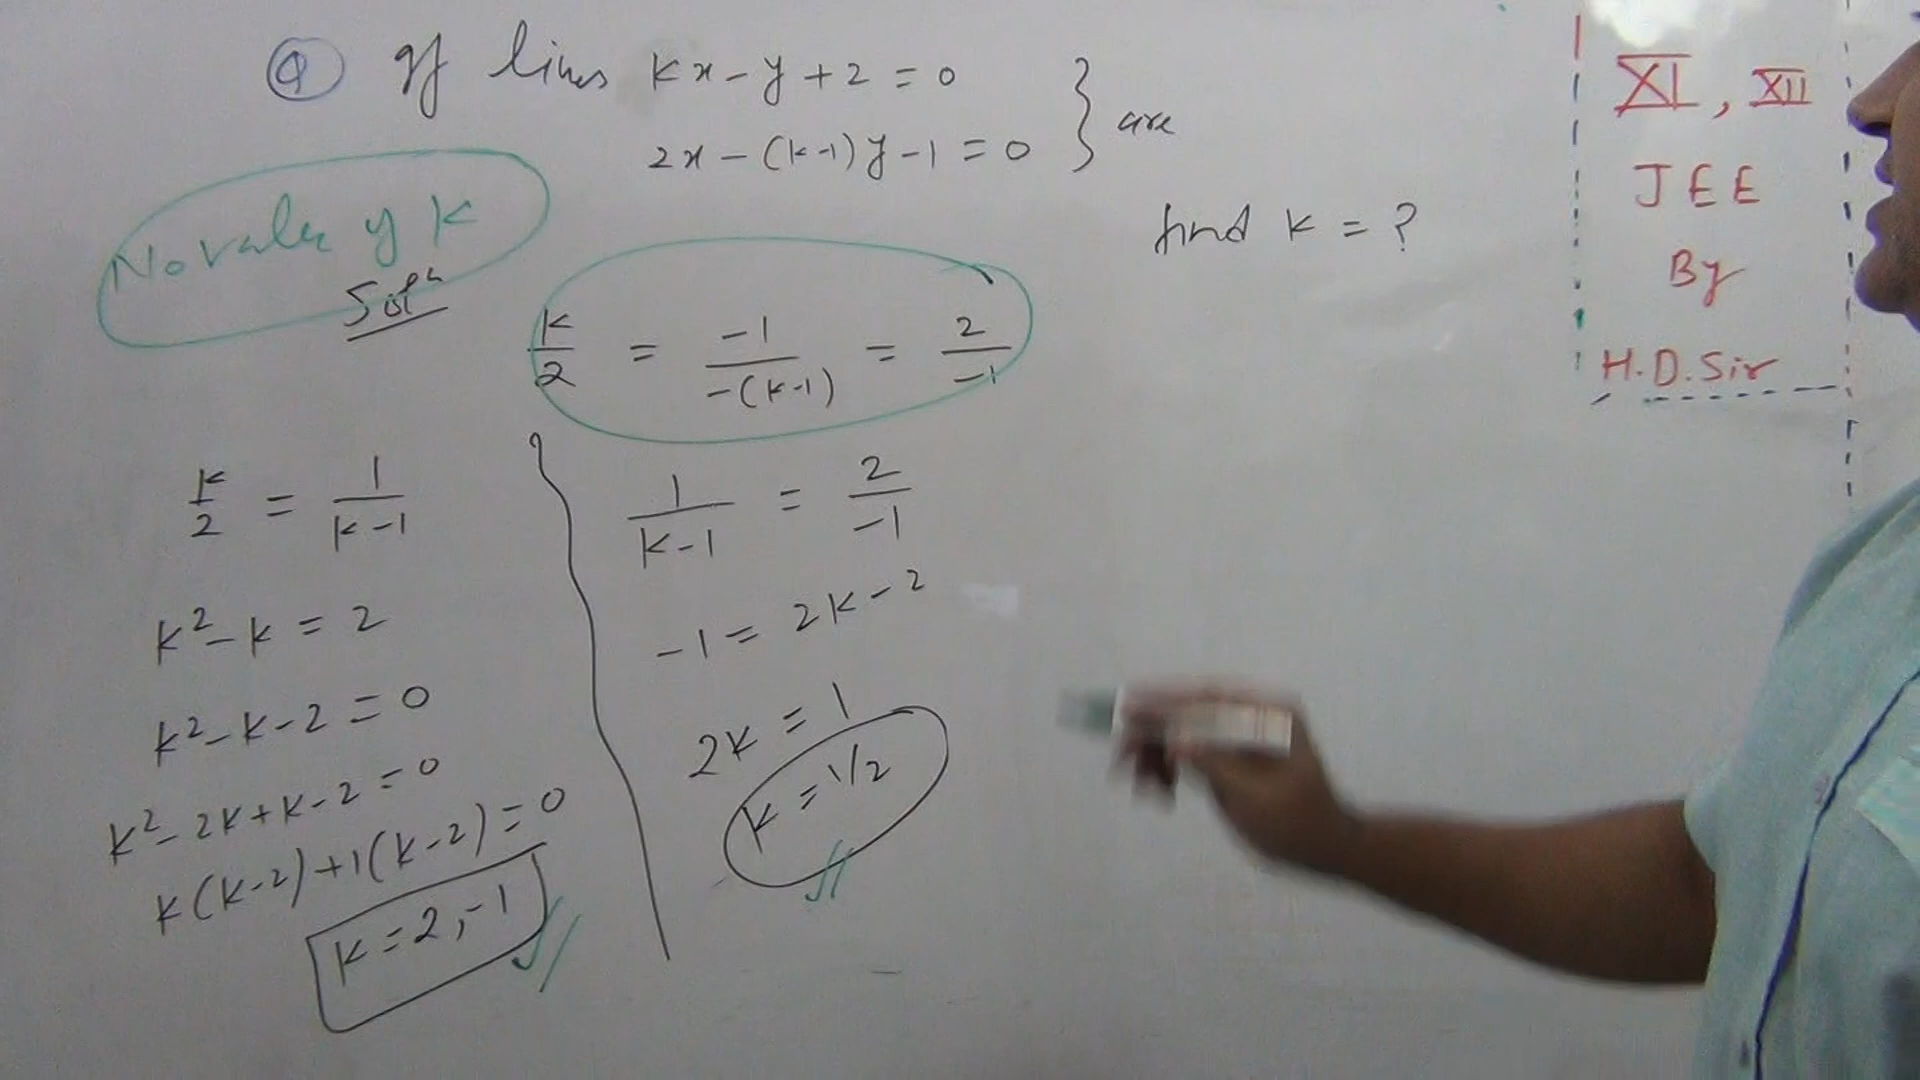 Q If lines kx - y + 2 = 0
2x - (k-1)y - 1 = 0 } are
find k = ?
No value of k
Solⁿ
k/2 = -1/-(k-1) = 2/-1
k/2 = 1/k-1
k² - k = 2
k² - k - 2 = 0
k² - 2k + k - 2 = 0
k(k-2) + 1(k-2) = 0
k = 2, -1
1/k-1 = 2/-1
-1 = 2k - 2
2k = 1
k = 1/2
XI, XII
JEE
By
H.D. Sir